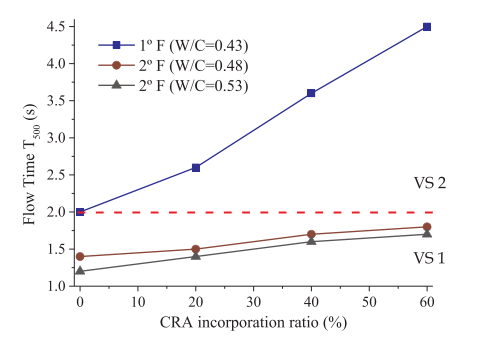 4.5
4.0
3.5
3.0
2.5
2.0
1.5
1.0
Flow Time T500 (s)
1º F (W/C=0.43)
2º F (W/C=0.48)
2º F (W/C=0.53)
VS 2
VS 1
0 10 20 30 40 50 60
CRA incorporation ratio (%)